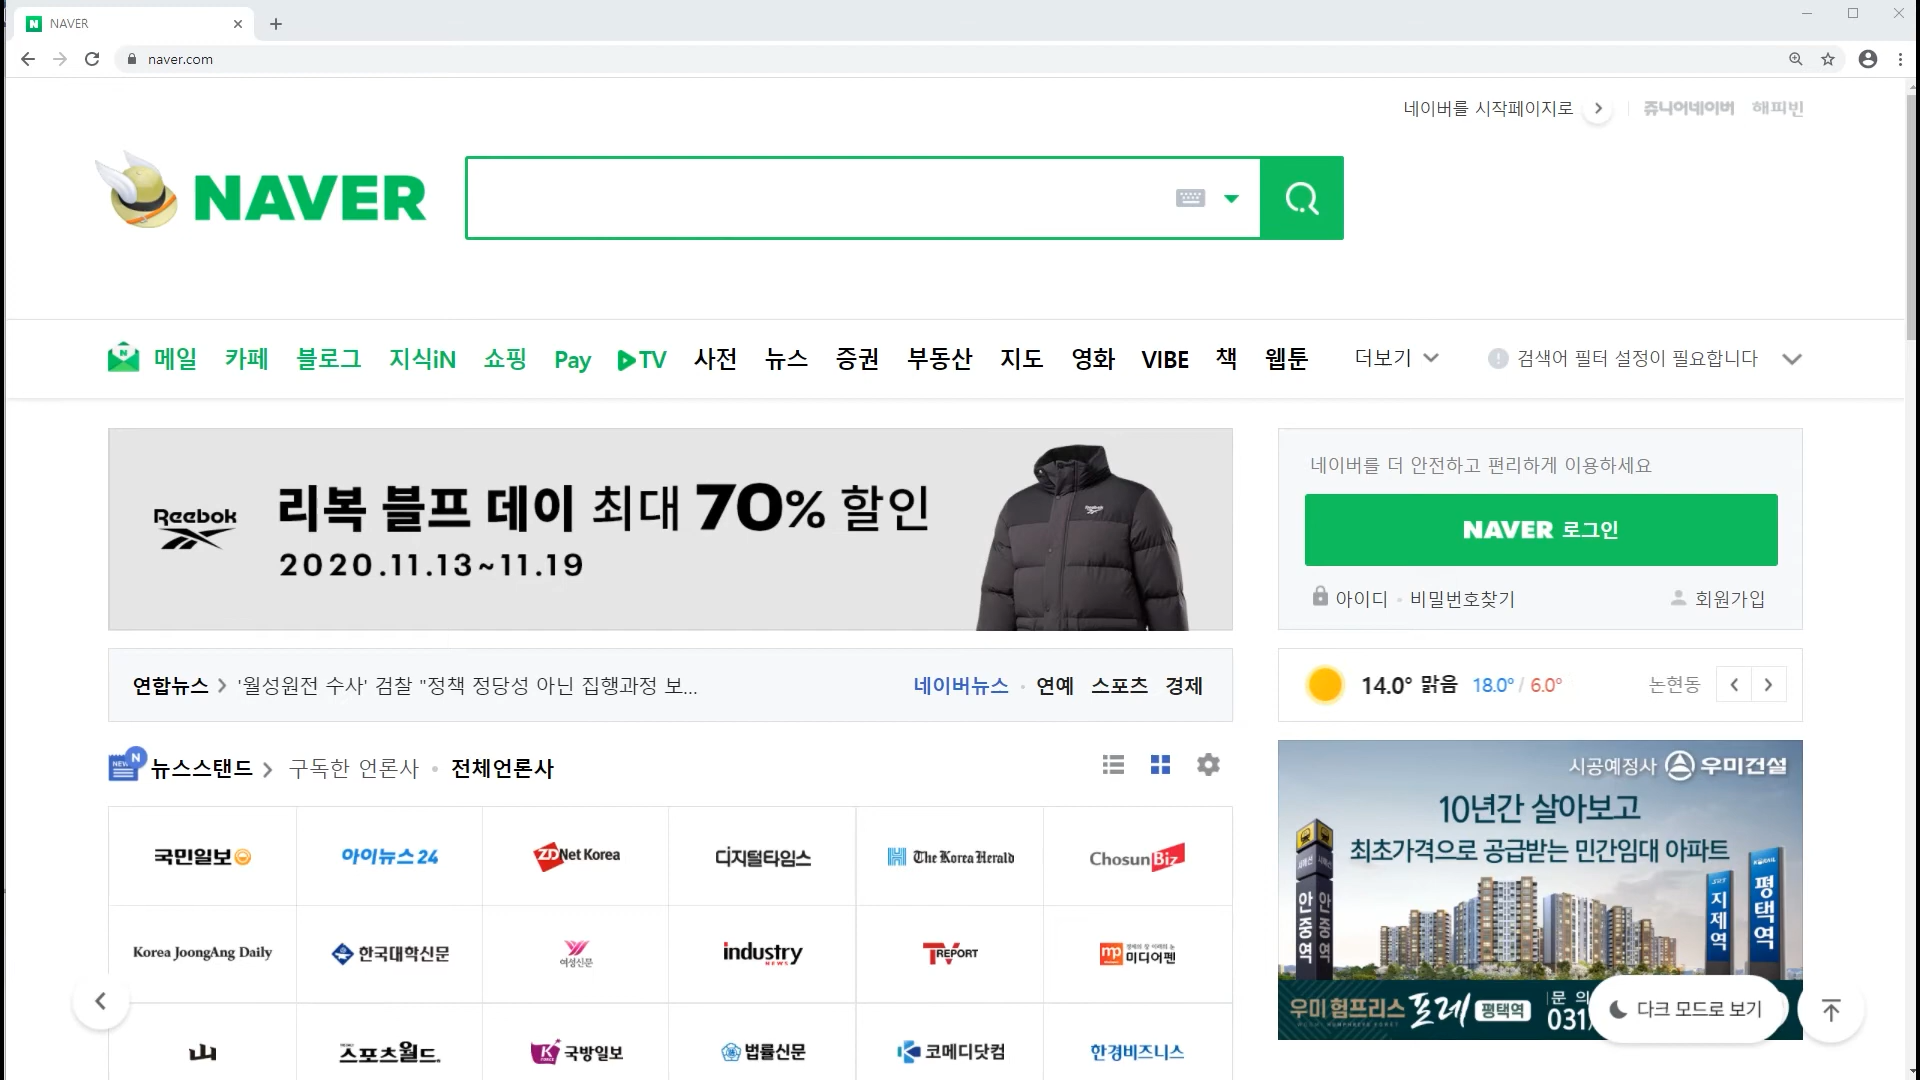 NAVER
naver.com
네이버를 시작페이지로
쥬니어네이버 해피빈
NAVER
메일 카페 블로그 지식iN 쇼핑 Pay TV 사전 뉴스 증권 부동산 지도 영화 VIBE 책 웹툰 더보기 검색어 필터 설정이 필요합니다
Reebok
리복 블프 데이 최대 70% 할인
2020.11.13~11.19
네이버를 더 안전하고 편리하게 이용하세요
NAVER 로그인
아이디 비밀번호찾기 회원가입
연합뉴스 '월성원전 수사' 검찰 "정책 정당성 아닌 집행과정 보...
네이버뉴스 연예 스포츠 경제
14.0° 맑음 18.0° / 6.0° 논현동
뉴스스탠드 구독한 언론사 전체언론사
국민일보 아이뉴스24 ZDNet Korea 디지털타임스 The Korea Herald ChosunBiz
Korea JoongAng Daily 한국대학신문 여성신문 industry NEWS TV REPORT mp 미디어펜
스포츠월드. 국방일보 법률신문 코메디닷컴 한경비즈니스
시공예정사 우미건설
10년간 살아보고
최초가격으로 공급받는 민간임대 아파트
안중역
안중역
SRT 지제역
KORAIL 평택역
우미 험프리스 포레 평택역
문 의
031
다크 모드로 보기